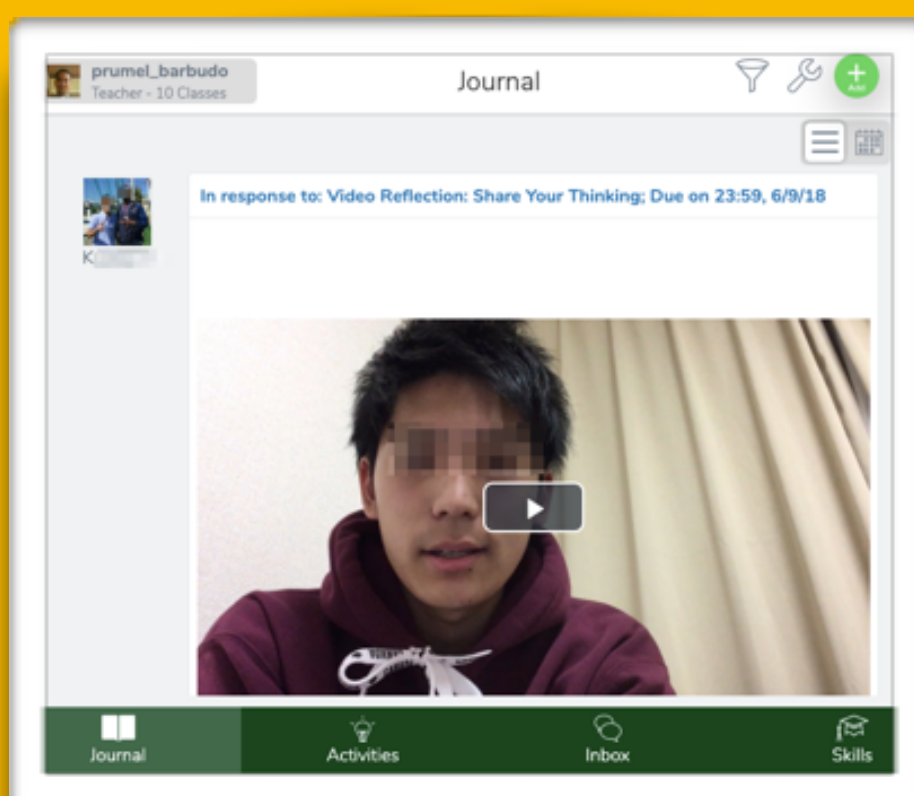 prumel_barbudo
Teacher - 10 Classes
Journal
Add
In response to: Video Reflection: Share Your Thinking; Due on 23:59, 6/9/18
K
Journal
Activities
Inbox
Skills